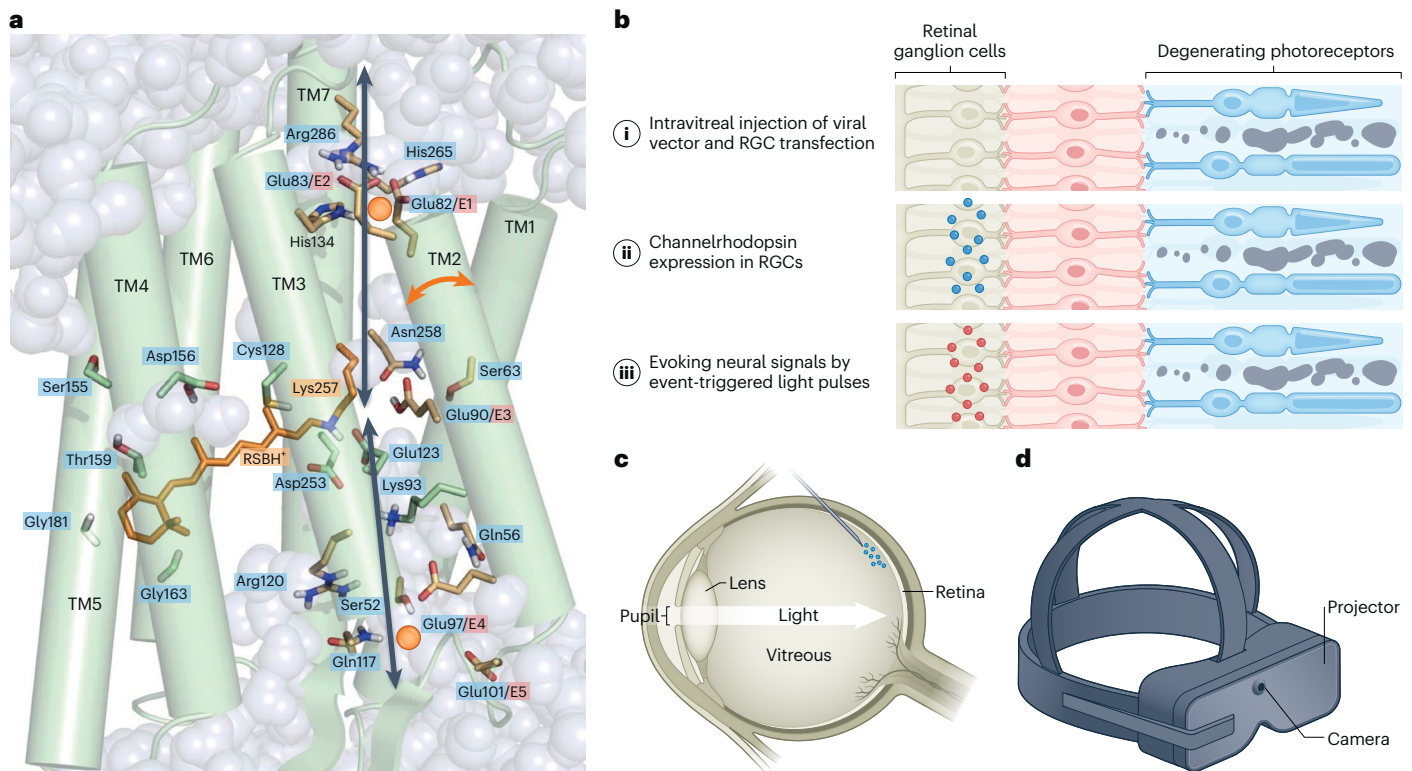 a
TM7
Arg286
His265
Glu83/E2
Glu82/E1
His134
TM1
TM2
TM6
TM3
TM4
Asn258
Cys128
Asp156
Ser155
Lys257
Ser63
Glu90/E3
Glu123
Thr159
RSBH+
Asp253
Lys93
Gly181
Gln56
Arg120
Gly163
Ser52
TM5
Glu97/E4
Gln117
Glu101/E5
b
Retinal
ganglion cells
Degenerating photoreceptors
i
Intravitreal injection of viral
vector and RGC transfection
ii
Channelrhodopsin
expression in RGCs
iii
Evoking neural signals by
event-triggered light pulses
c
Lens
Retina
Pupil
Light
Vitreous
d
Projector
Camera